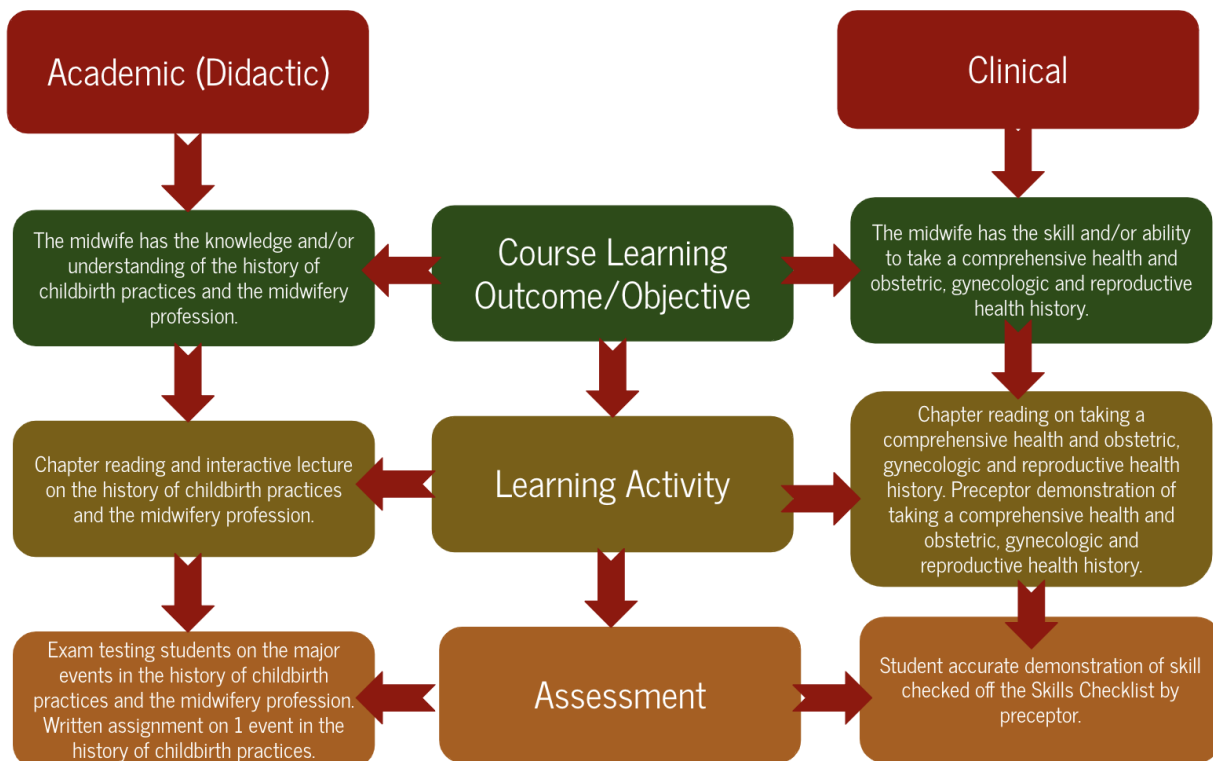 Academic (Didactic)
Clinical
The midwife has the knowledge and/or
understanding of the history of
childbirth practices and the midwifery
profession.
Course Learning
Outcome/Objective
The midwife has the skill and/or ability
to take a comprehensive health and
obstetric, gynecologic and reproductive
health history.
Chapter reading and interactive lecture
on the history of childbirth practices
and the midwifery profession.
Learning Activity
Chapter reading on taking a
comprehensive health and obstetric,
gynecologic and reproductive health
history. Preceptor demonstration of
taking a comprehensive health and
obstetric, gynecologic and
reproductive health history.
Exam testing students on the major
events in the history of childbirth
practices and the midwifery profession.
Written assignment on 1 event in the
history of childbirth practices.
Assessment
Student accurate demonstration of skill
checked off the Skills Checklist by
preceptor.